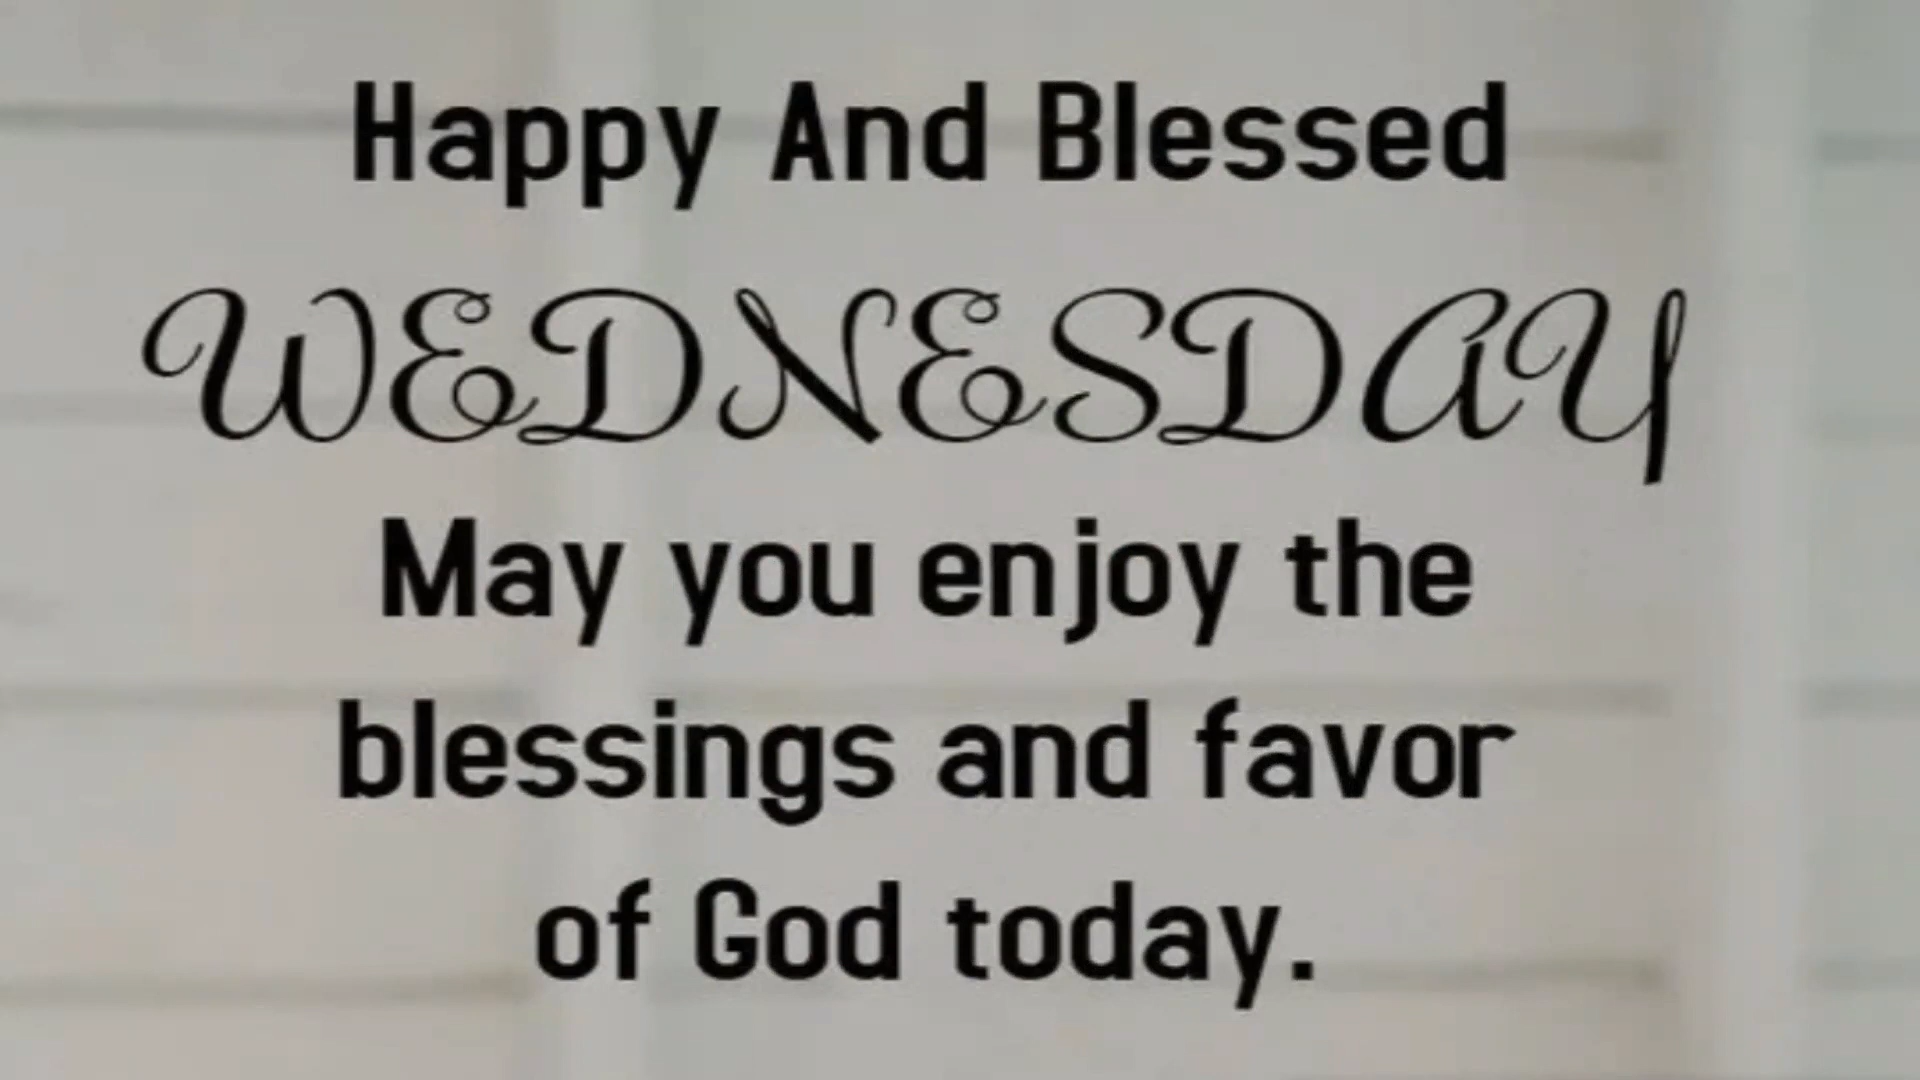 Happy And Blessed
WEDNESDAY
May you enjoy the
blessings and favor
of God today.